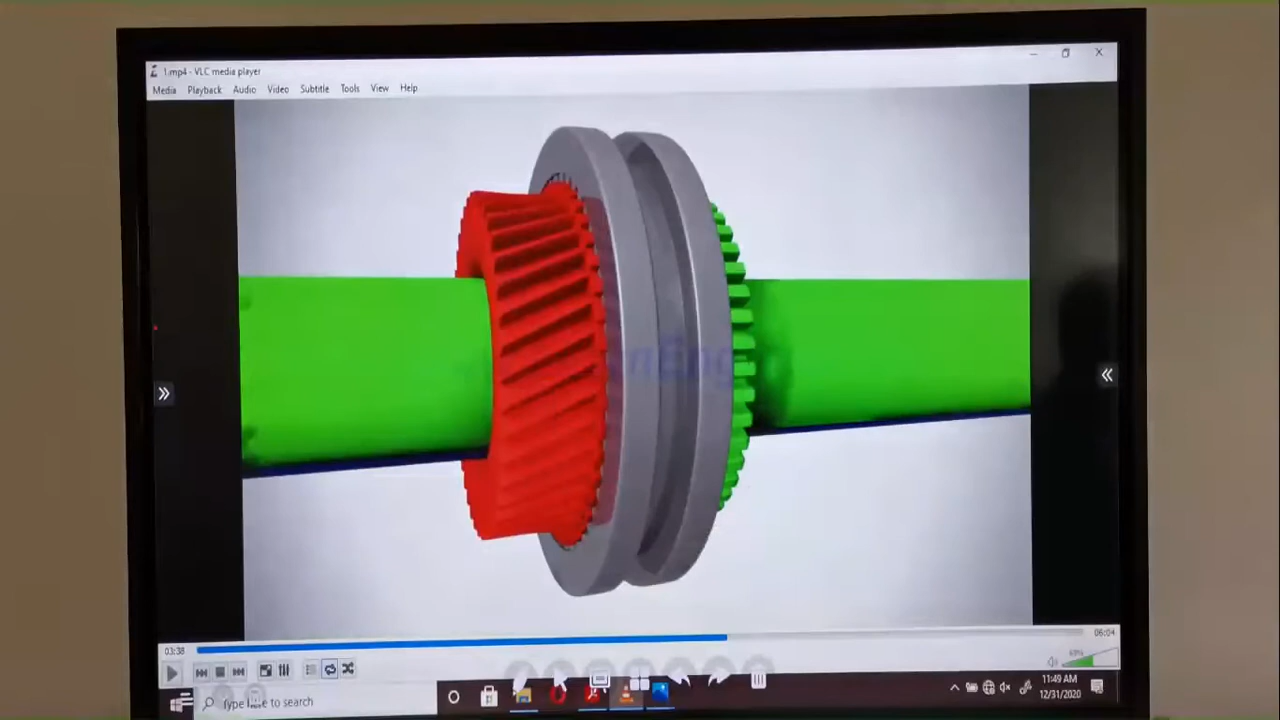 1.mp4 - VLC media player
Media Playback Audio Video Subtitle Tools View Help
03:38
06:04
69%
Type here to search
11:49 AM
12/31/2020